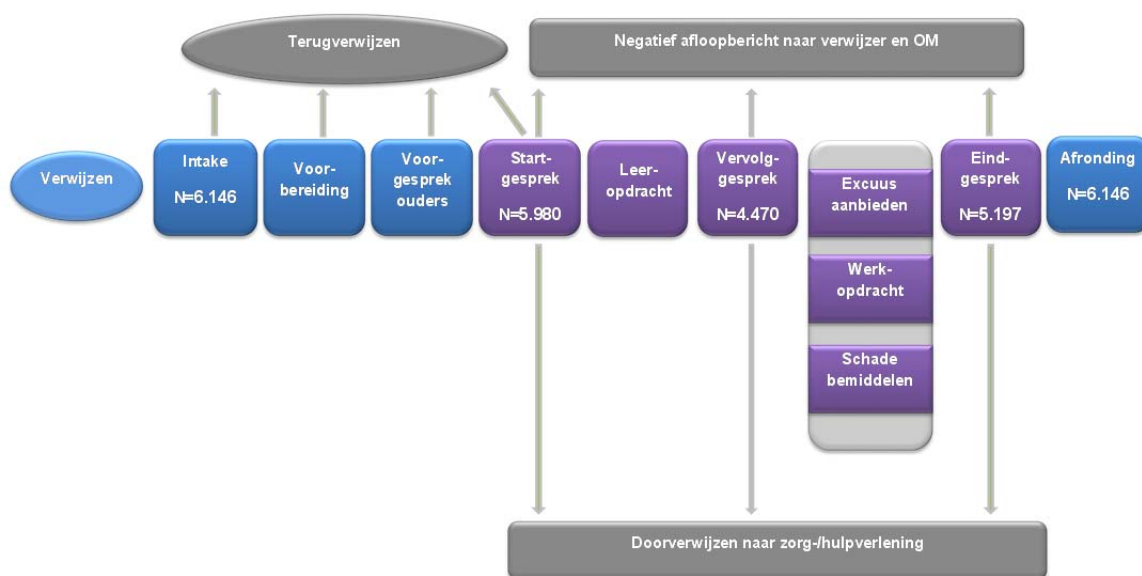 Terugverwijzen
Negatief afloopbericht naar verwijzer en OM
Verwijzen
Intake
N=6.146
Voor-
bereiding
Voor-
gesprek
ouders
Start-
gesprek
N=5.980
Leer-
opdracht
Vervolg-
gesprek
N=4.470
Excuus
aanbieden
Werk-
opdracht
Schade
bemiddelen
Eind-
gesprek
N=5.197
Afronding
N=6.146
Doorverwijzen naar zorg-/hulpverlening